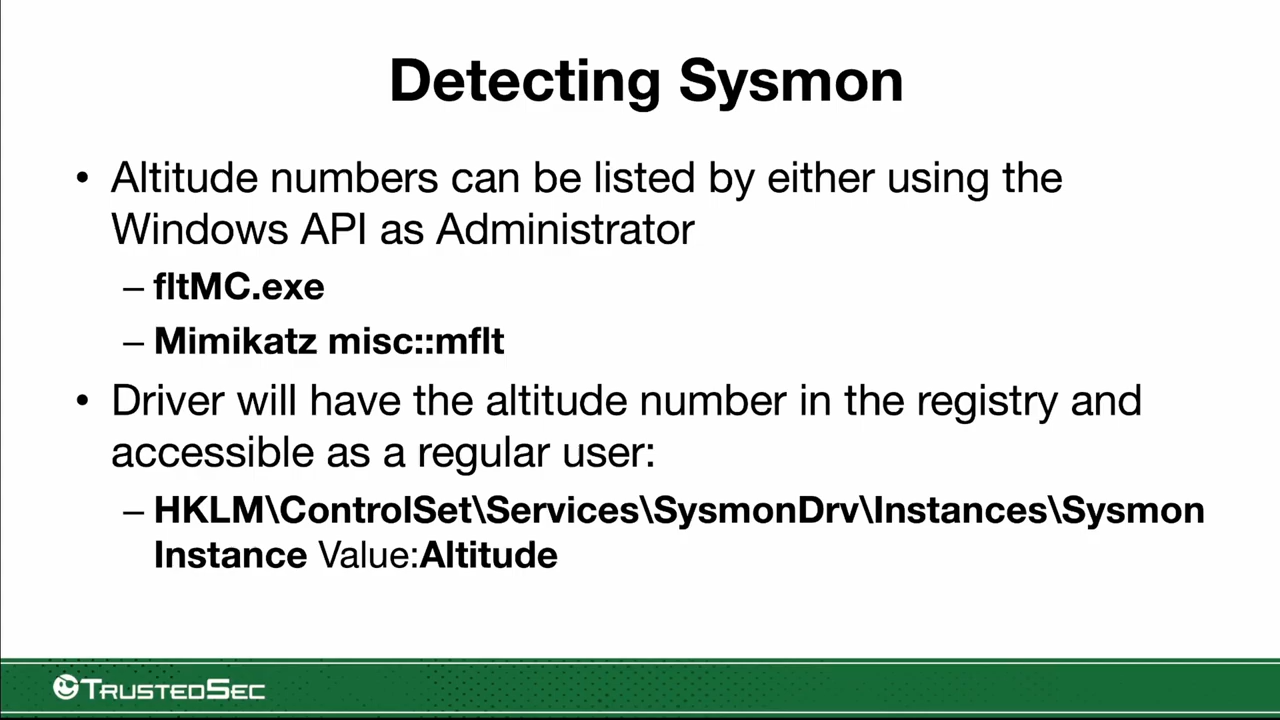 Detecting Sysmon
• Altitude numbers can be listed by either using the
Windows API as Administrator
– fltMC.exe
– Mimikatz misc::mflt
• Driver will have the altitude number in the registry and
accessible as a regular user:
– HKLM\ControlSet\Services\SysmonDrv\Instances\Sysmon
Instance Value:Altitude
TRUSTEDSEC